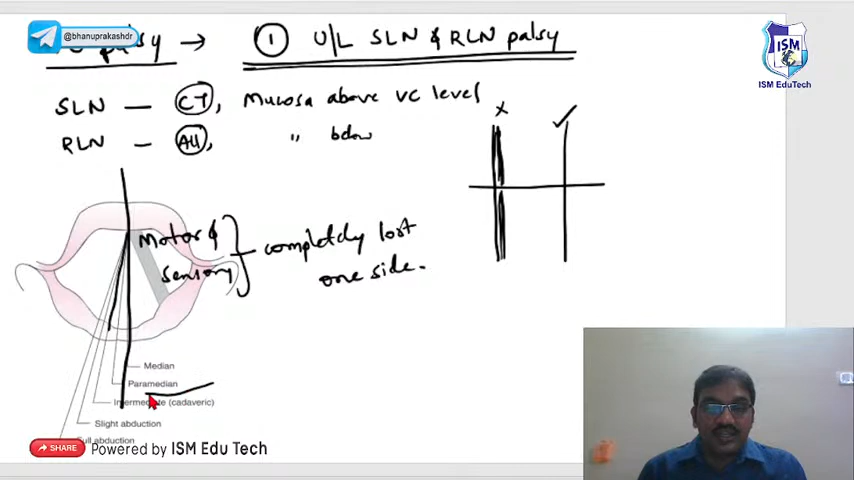 @bhanuprakashdr
palsy → ① U/L SLN & RLN palsy
ISM
ISM EduTech
SLN — CT, Mucosa above VC level
RLN — All, " below
x ✓
Motor &
sensory
completely lost
one side.
Median
Paramedian
Intermediate (cadaveric)
Slight abduction
Full abduction
SHARE
Powered by ISM Edu Tech